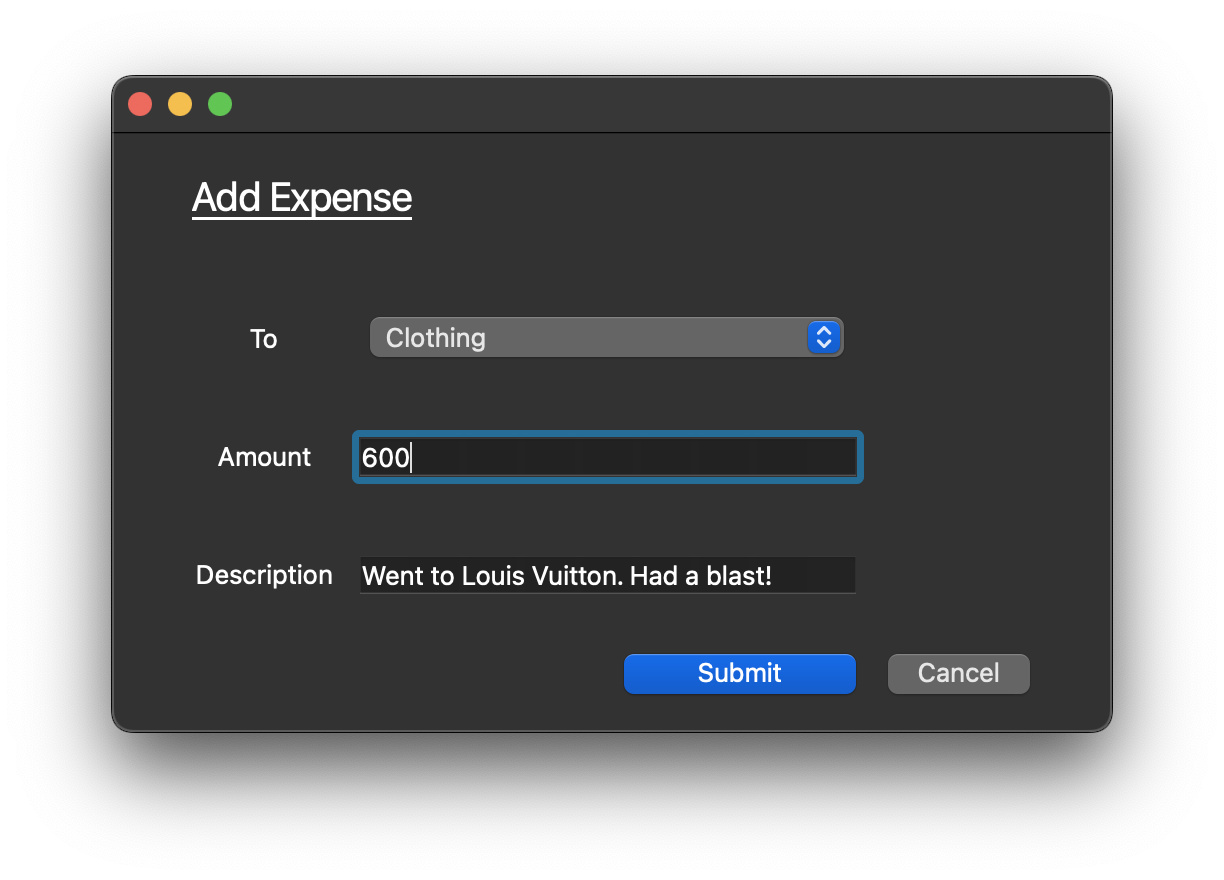 Add Expense
To
Clothing
Amount
600
Description
Went to Louis Vuitton. Had a blast!
Submit
Cancel